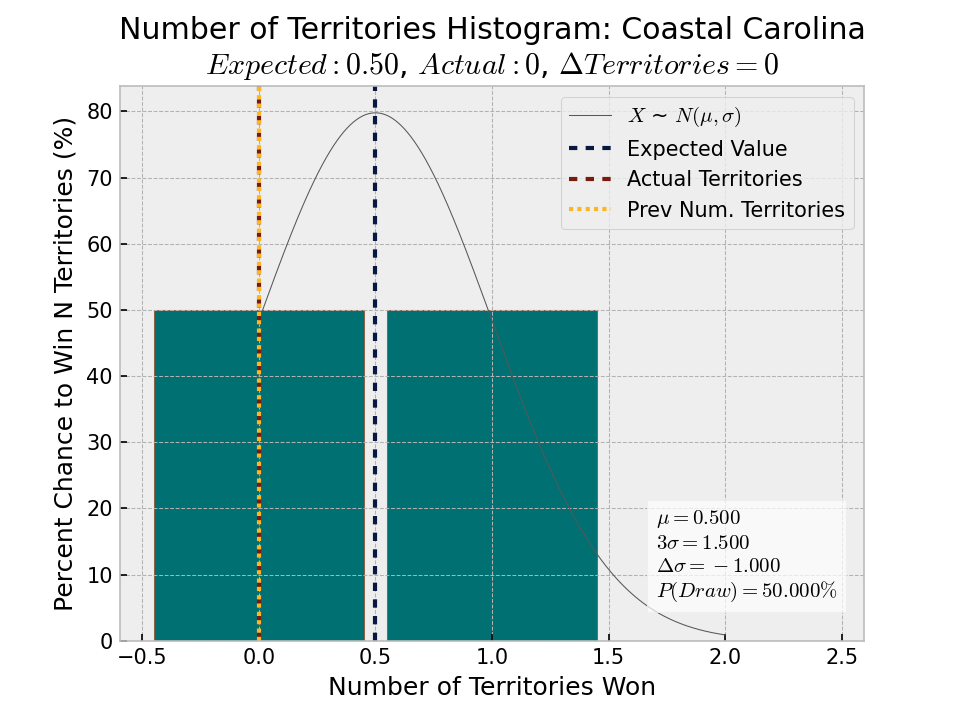 Number of Territories Histogram: Coastal Carolina
Expected : 0.50, Actual : 0, ΔTerritories = 0
Percent Chance to Win N Territories (%)
80
70
60
50
40
30
20
10
0
X ~ N(μ, σ)
Expected Value
Actual Territories
Prev Num. Territories
μ = 0.500
3σ = 1.500
Δσ = −1.000
P(Draw) = 50.000%
−0.5 0.0 0.5 1.0 1.5 2.0 2.5
Number of Territories Won